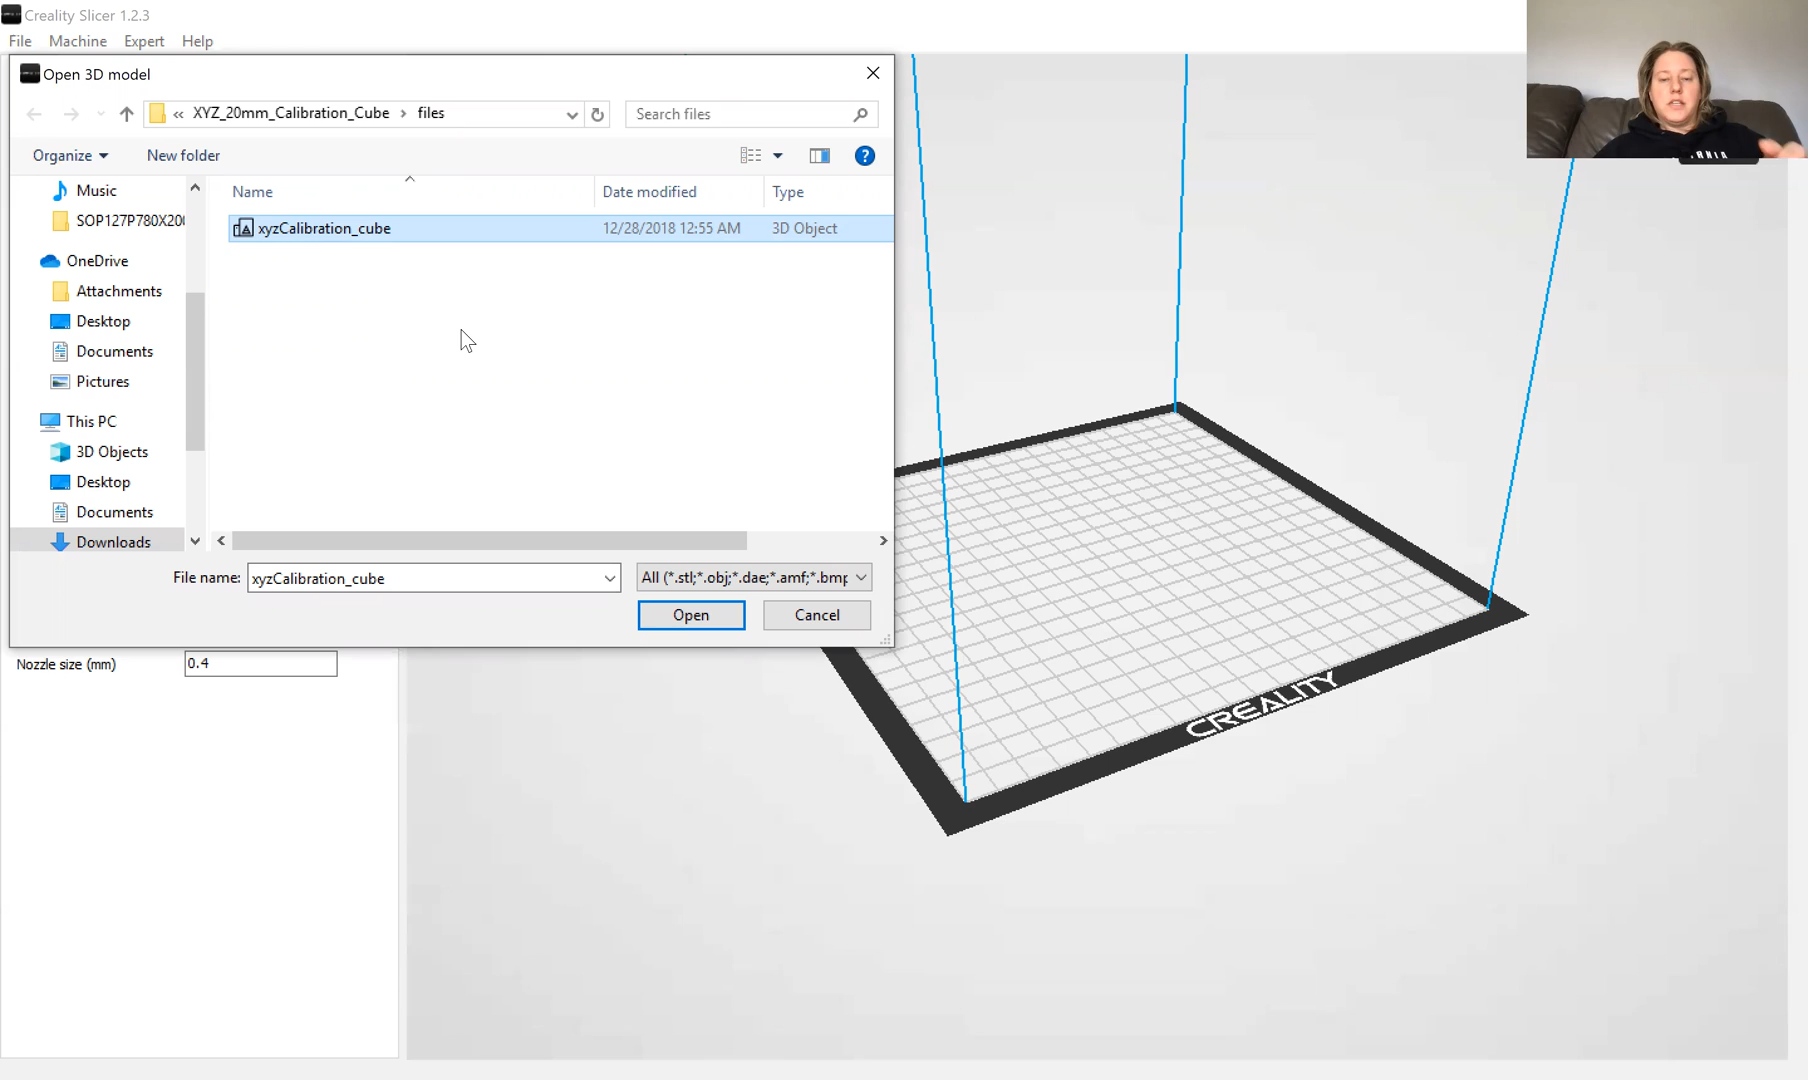 Creality Slicer 1.2.3
File Machine Expert Help
Open 3D model
« XYZ_20mm_Calibration_Cube › files
Search files
Organize New folder
Name Date modified Type
Music
SOP127P780X20
OneDrive
Attachments
Desktop
Documents
Pictures
This PC
3D Objects
Desktop
Documents
Downloads
xyzCalibration_cube 12/28/2018 12:55 AM 3D Object
File name: xyzCalibration_cube All (*.stl;*.obj;*.dae;*.amf;*.bmp
Open Cancel
Nozzle size (mm) 0.4
CREALITY